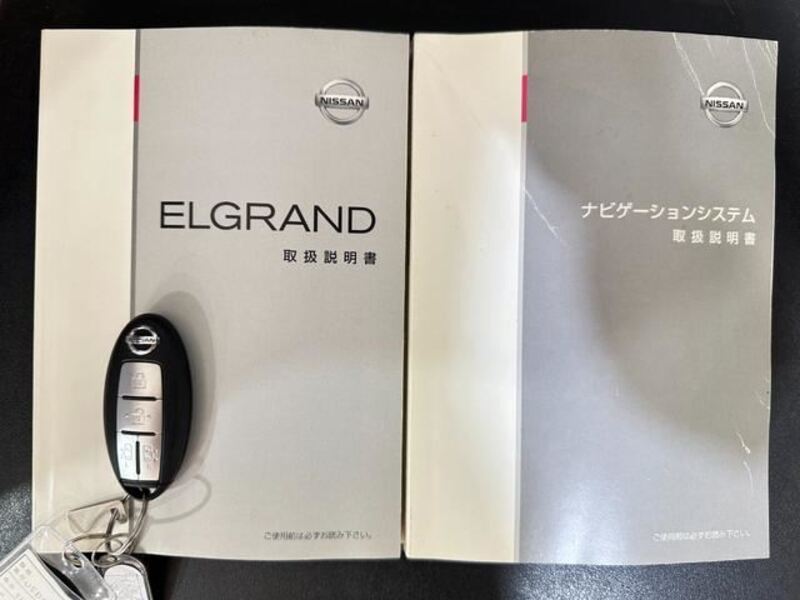 NISSAN
ELGRAND
取扱説明書
ご使用前は必ずお読み下さい。
NISSAN
ナビゲーションシステム
取扱説明書
ご使用前は必ずお読み下さい。
NISSAN